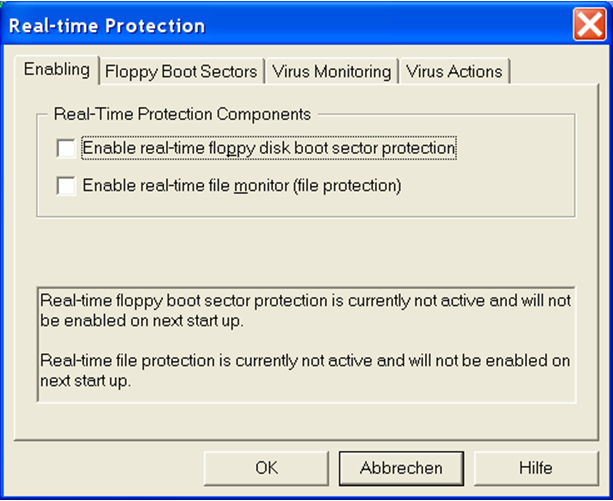 Real-time Protection
Enabling Floppy Boot Sectors Virus Monitoring Virus Actions
Real-Time Protection Components
Enable real-time floppy disk boot sector protection
Enable real-time file monitor (file protection)
Real-time floppy boot sector protection is currently not active and will not
be enabled on next start up.
Real-time file protection is currently not active and will not be enabled on
next start up.
OK Abbrechen Hilfe